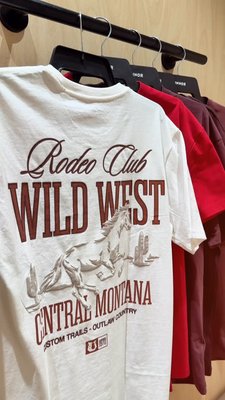 Rodeo Club
WILD WEST
CENTRAL MONTANA
CUSTOM TRAILS - OUTLAW COUNTRY